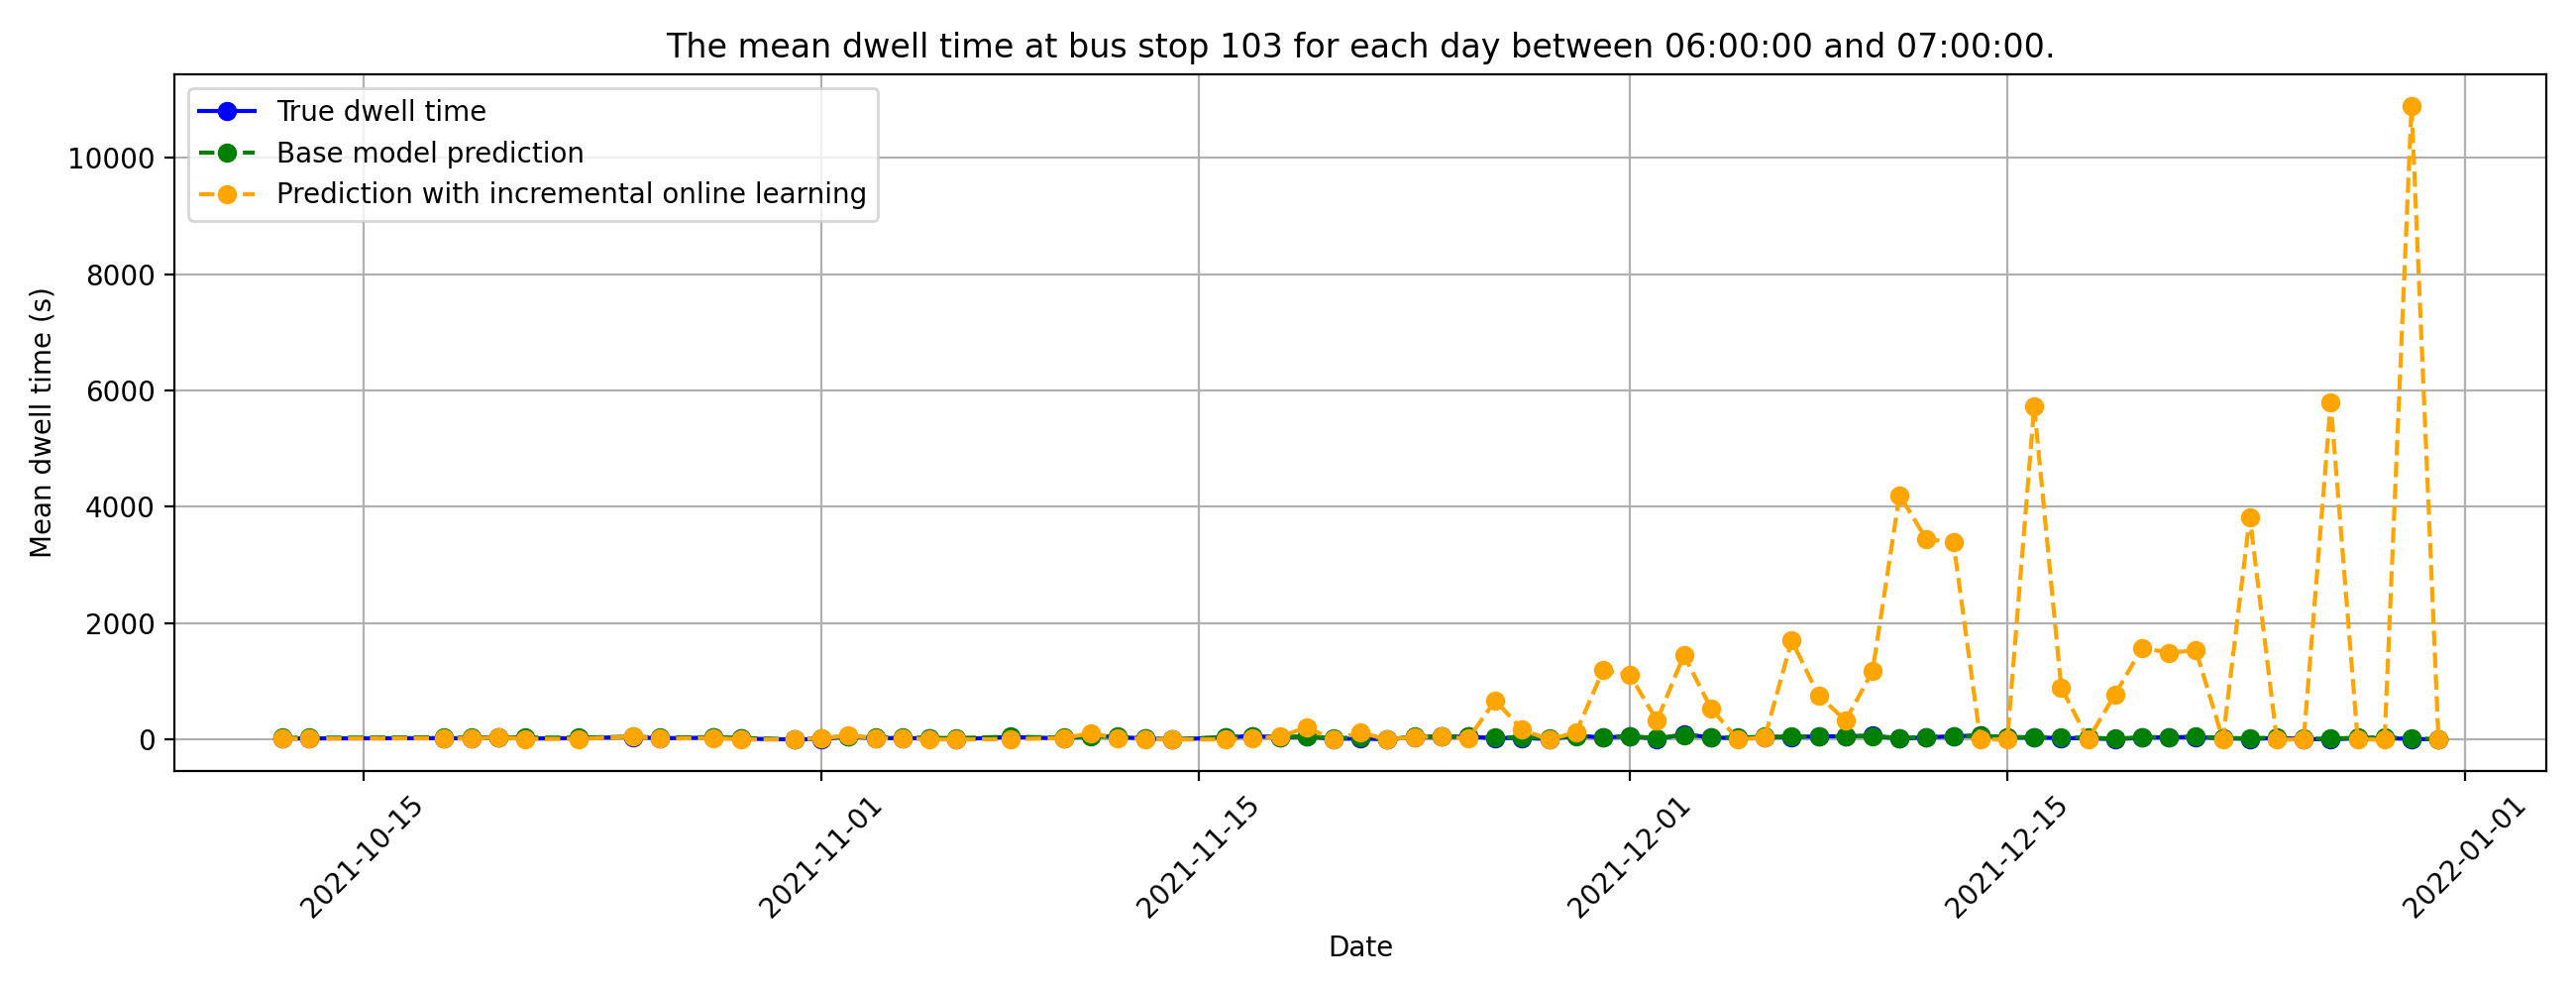 The mean dwell time at bus stop 103 for each day between 06:00:00 and 07:00:00.
True dwell time
Base model prediction
Prediction with incremental online learning
Mean dwell time (s)
10000
8000
6000
4000
2000
0
2021-10-15
2021-11-01
2021-11-15
2021-12-01
2021-12-15
2022-01-01
Date